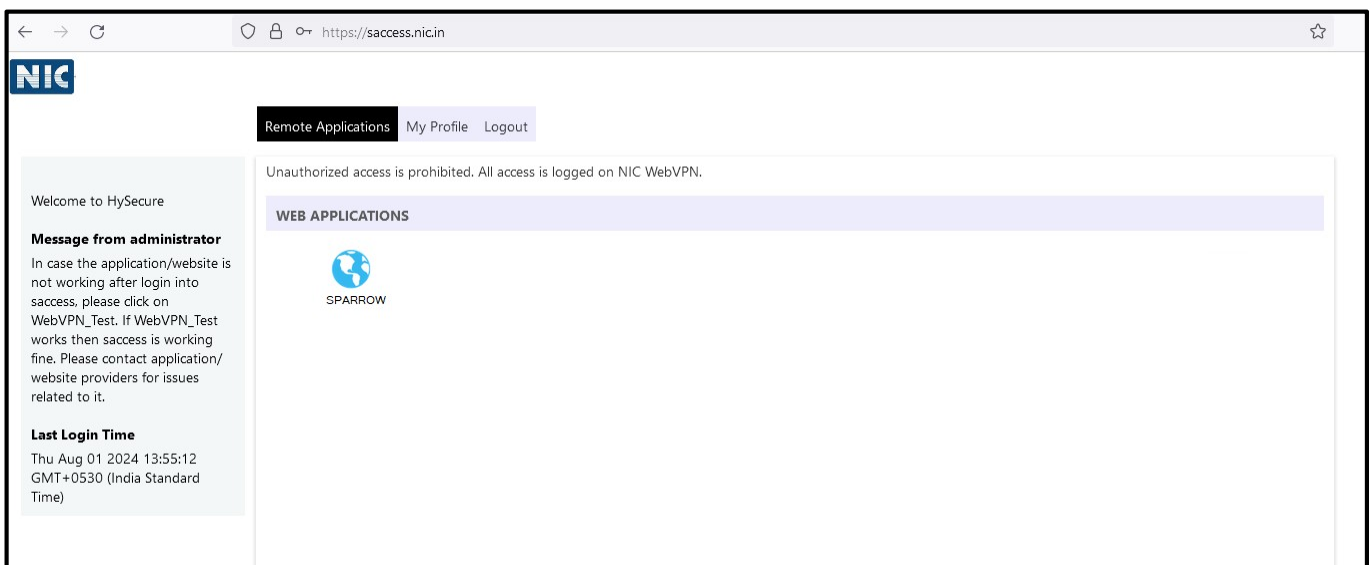 https://saccess.nic.in
NIC
Remote Applications My Profile Logout
Unauthorized access is prohibited. All access is logged on NIC WebVPN.
WEB APPLICATIONS
SPARROW
Welcome to HySecure
Message from administrator
In case the application/website is
not working after login into
saccess, please click on
WebVPN_Test. If WebVPN_Test
works then saccess is working
fine. Please contact application/
website providers for issues
related to it.
Last Login Time
Thu Aug 01 2024 13:55:12
GMT+0530 (India Standard
Time)